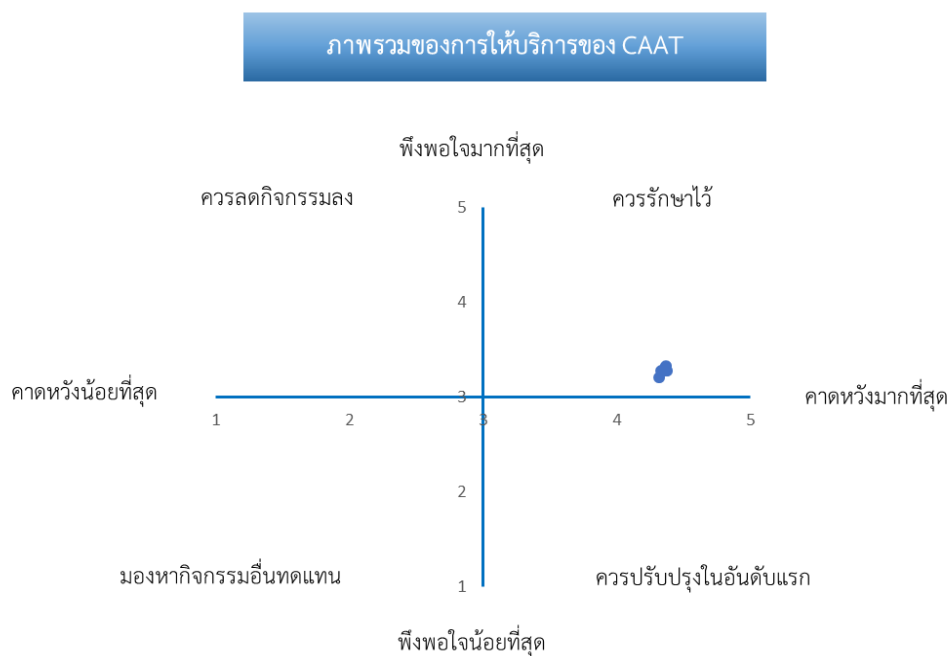 ภาพรวมของการให้บริการของ CAAT
พึงพอใจมากที่สุด
ควรลดกิจกรรมลง
ควรรักษาไว้
5
4
คาดหวังน้อยที่สุด
3
คาดหวังมากที่สุด
1 2 3 4 5
2
มองหากิจกรรมอื่นทดแทน
1
ควรปรับปรุงในอันดับแรก
พึงพอใจน้อยที่สุด